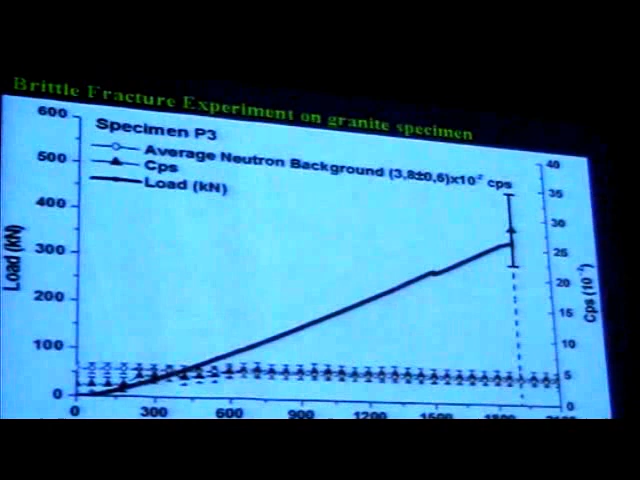 Brittle Fracture Experiment on granite specimen
Specimen P3
Average Neutron Background (3,8±0,6)x10⁻² cps
Cps
Load (kN)
600
500
400
300
200
100
0
Load (kN)
0 300 600 900 1200 1500 1800 2100
40
35
30
25
20
15
10
5
0
Cps (10⁻²)